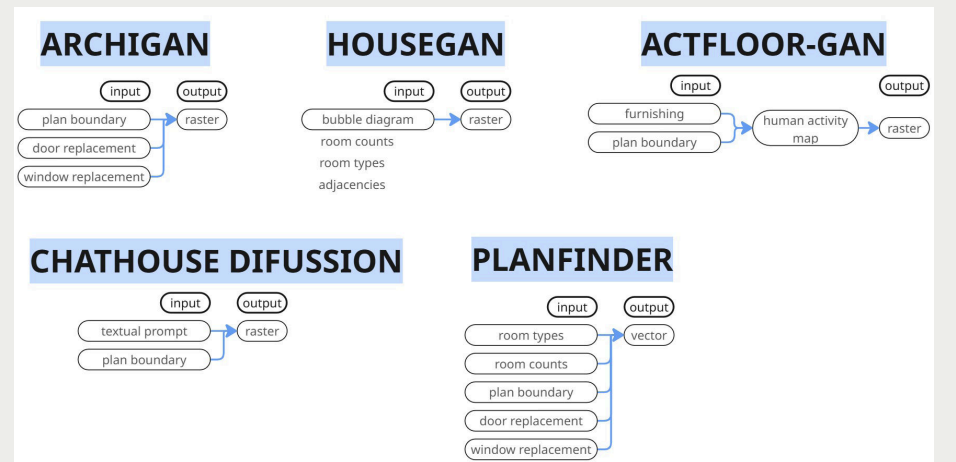 ARCHIGAN
input
output
plan boundary
raster
door replacement
window replacement
HOUSEGAN
input
output
bubble diagram
raster
room counts
room types
adjacencies
ACTFLOOR-GAN
input
output
furnishing
plan boundary
human activity
map
raster
CHATHOUSE DIFUSSION
input
output
textual prompt
raster
plan boundary
PLANFINDER
input
output
room types
vector
room counts
plan boundary
door replacement
window replacement